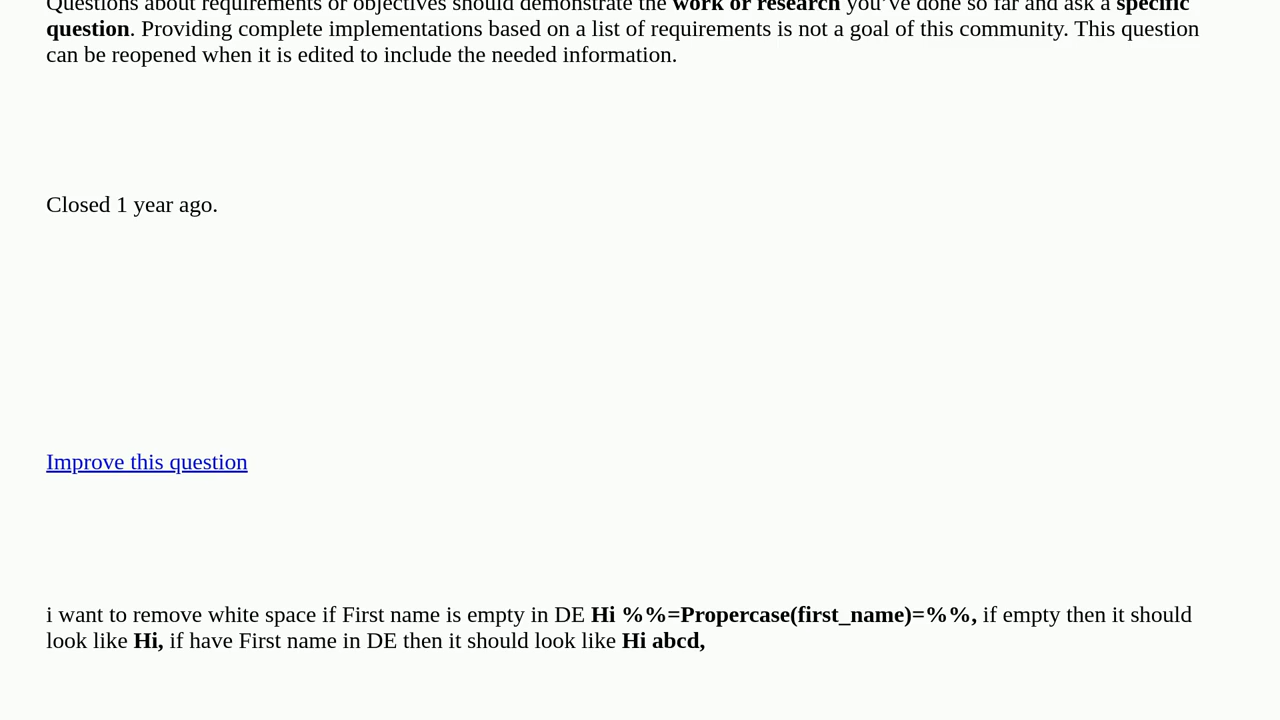 Questions about requirements or objectives should demonstrate the work or research you've done so far and ask a specific
question. Providing complete implementations based on a list of requirements is not a goal of this community. This question
can be reopened when it is edited to include the needed information.
Closed 1 year ago.
Improve this question
i want to remove white space if First name is empty in DE Hi %%=Propercase(first_name)=%%, if empty then it should
look like Hi, if have First name in DE then it should look like Hi abcd,